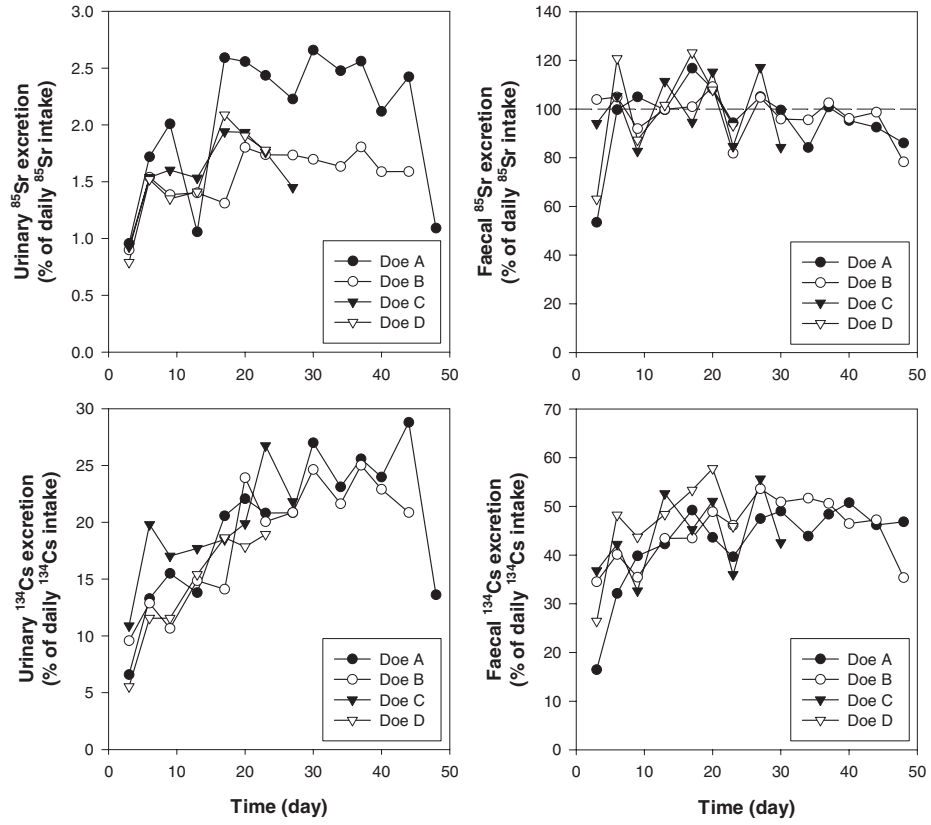 Urinary ⁸⁵Sr excretion
(% of daily ⁸⁵Sr intake)
3.0
2.5
2.0
1.5
1.0
0.5
0.0
0 10 20 30 40 50
Doe A
Doe B
Doe C
Doe D
Faecal ⁸⁵Sr excretion
(% of daily ⁸⁵Sr intake)
140
120
100
80
60
40
20
0
0 10 20 30 40 50
Doe A
Doe B
Doe C
Doe D
Urinary ¹³⁴Cs excretion
(% of daily ¹³⁴Cs intake)
30
25
20
15
10
5
0
0 10 20 30 40 50
Doe A
Doe B
Doe C
Doe D
Time (day)
Faecal ¹³⁴Cs excretion
(% of daily ¹³⁴Cs intake)
70
60
50
40
30
20
10
0
0 10 20 30 40 50
Doe A
Doe B
Doe C
Doe D
Time (day)